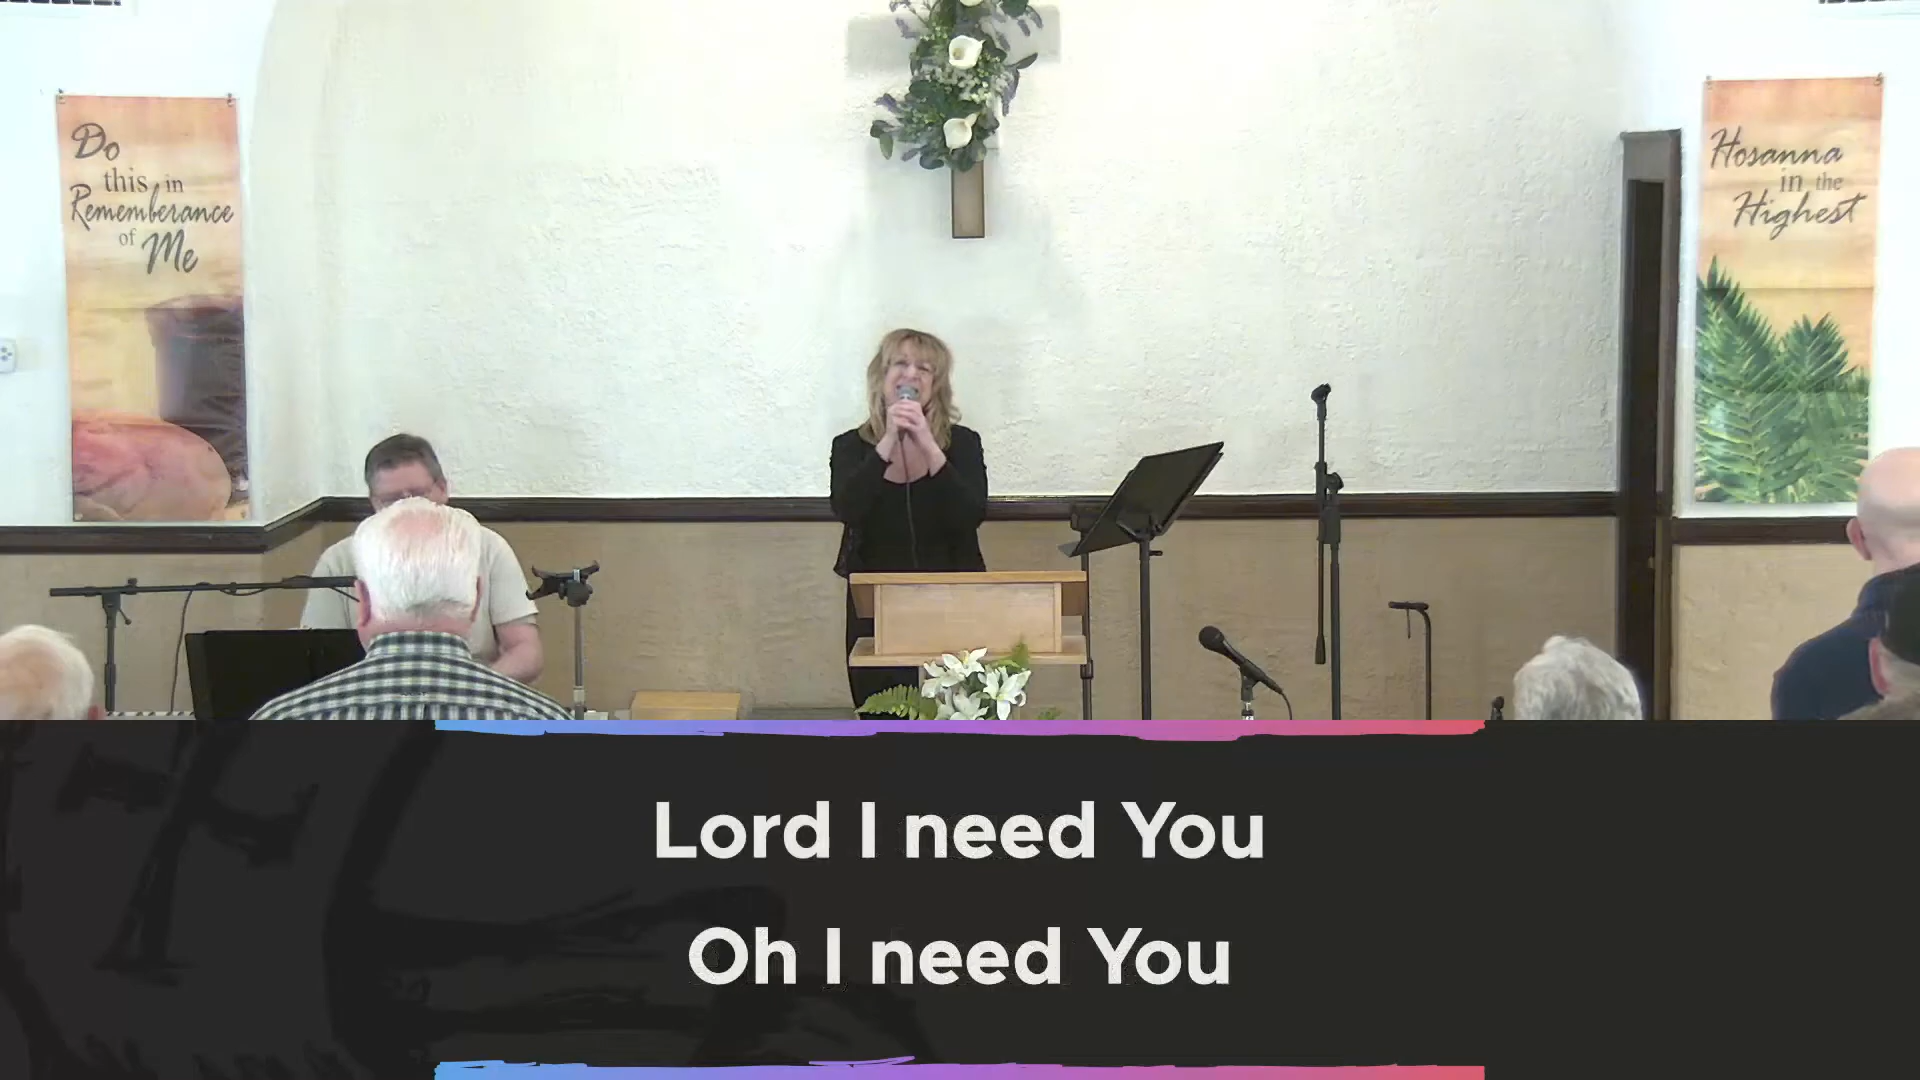 Do
this in
Rememberance
of Me
Hosanna
in the
Highest
Lord I need You
Oh I need You